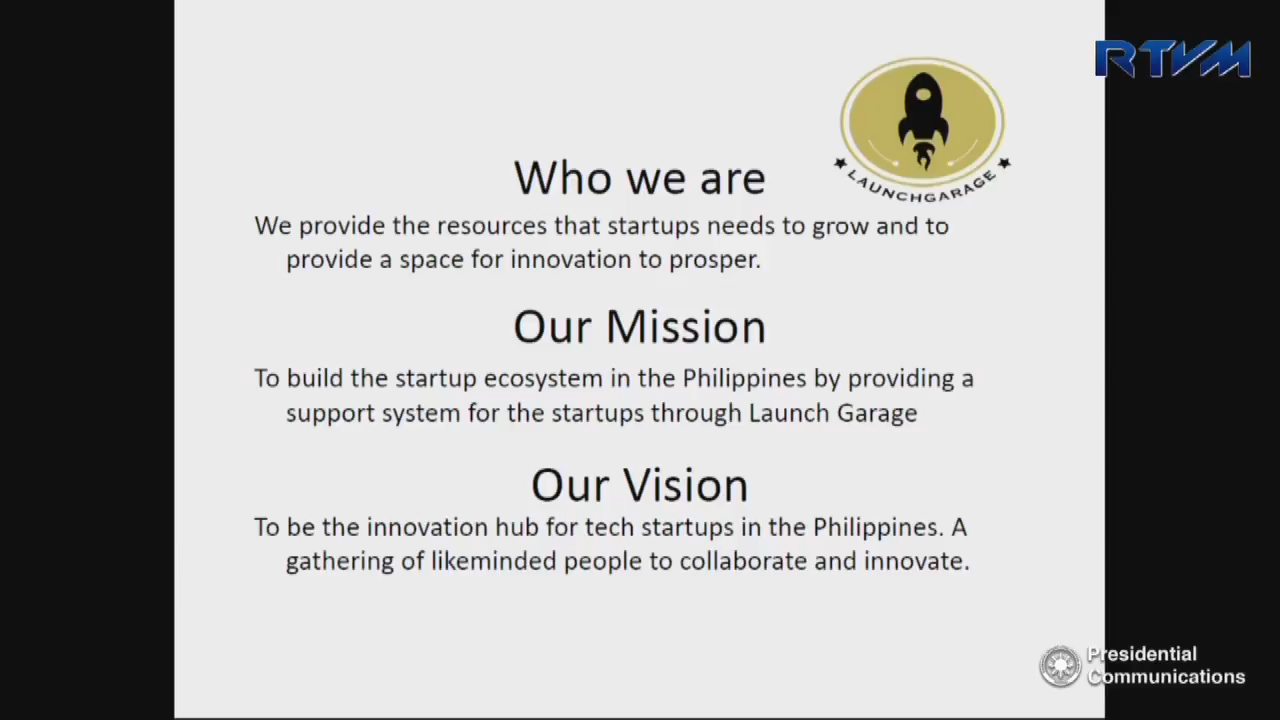 RTVM
LAUNCHGARAGE
Who we are
We provide the resources that startups needs to grow and to
provide a space for innovation to prosper.
Our Mission
To build the startup ecosystem in the Philippines by providing a
support system for the startups through Launch Garage
Our Vision
To be the innovation hub for tech startups in the Philippines. A
gathering of likeminded people to collaborate and innovate.
Presidential
Communications